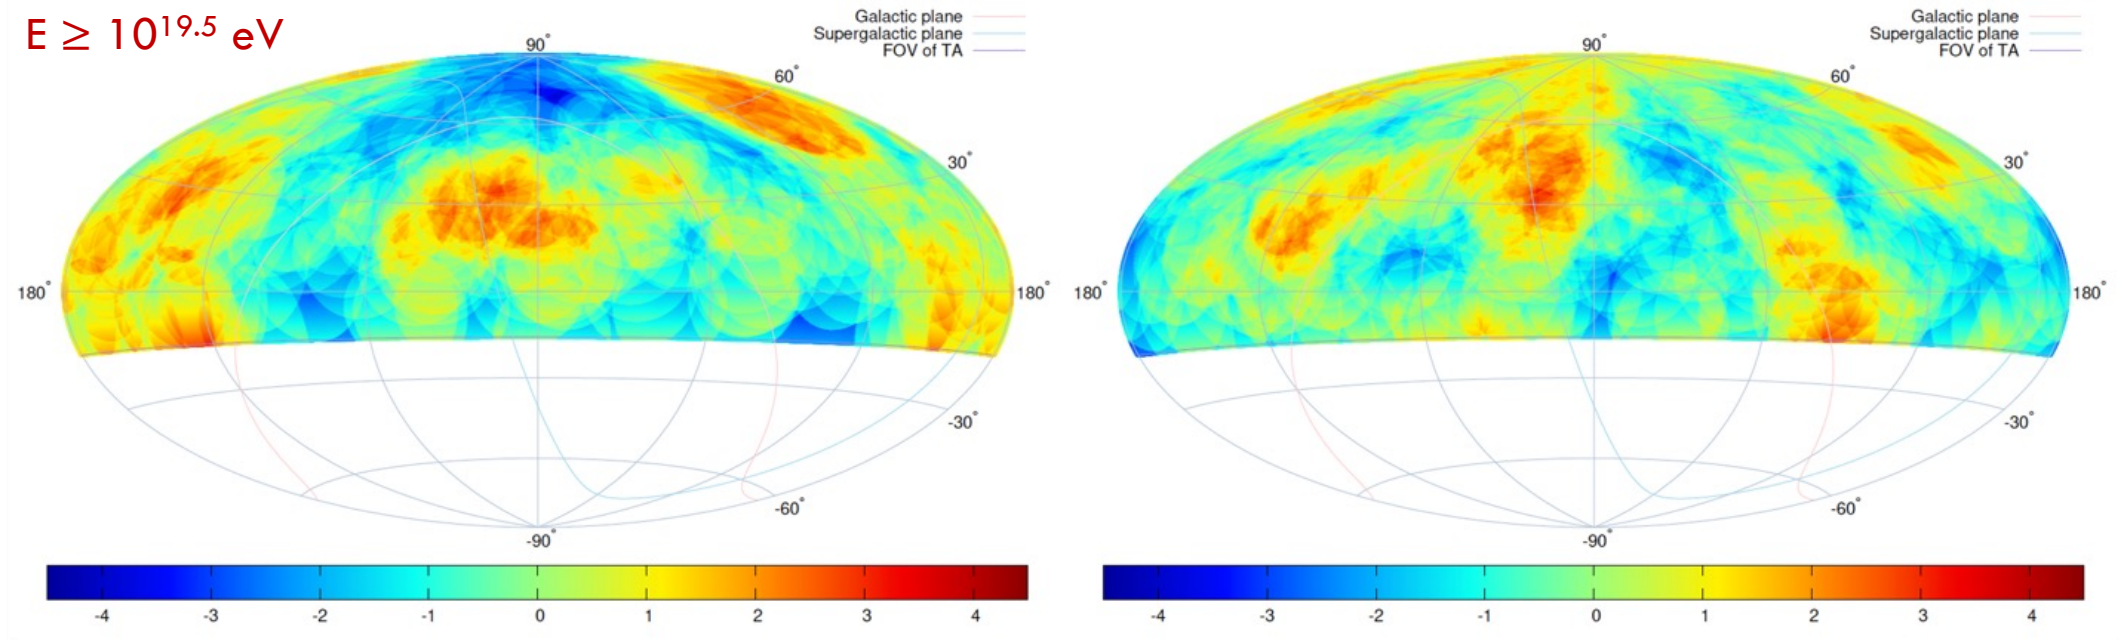 E ≥ 10^19.5 eV
Galactic plane
Supergalactic plane
FOV of TA
90°
60°
30°
180°
180°
-30°
-60°
-90°
-4 -3 -2 -1 0 1 2 3 4
Galactic plane
Supergalactic plane
FOV of TA
90°
60°
30°
180°
180°
-30°
-60°
-90°
-4 -3 -2 -1 0 1 2 3 4